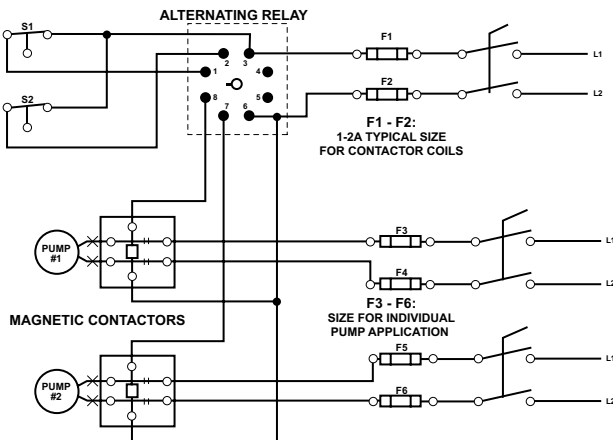 ALTERNATING RELAY
S1
F1
L1
2
3
1
4
F2
L2
S2
8
5
7
6
F1 - F2:
1-2A TYPICAL SIZE
FOR CONTACTOR COILS
F3
L1
PUMP
#1
F4
L2
F3 - F6:
SIZE FOR INDIVIDUAL
PUMP APPLICATION
MAGNETIC CONTACTORS
F5
L1
PUMP
#2
F6
L2